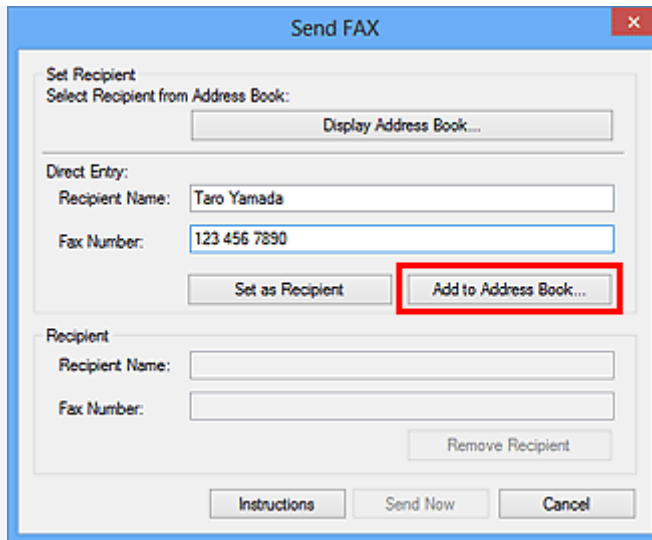 Send FAX
Set Recipient
Select Recipient from Address Book:
Display Address Book...
Direct Entry:
Recipient Name: Taro Yamada
Fax Number: 123 456 7890
Set as Recipient Add to Address Book...
Recipient
Recipient Name:
Fax Number:
Remove Recipient
Instructions Send Now Cancel